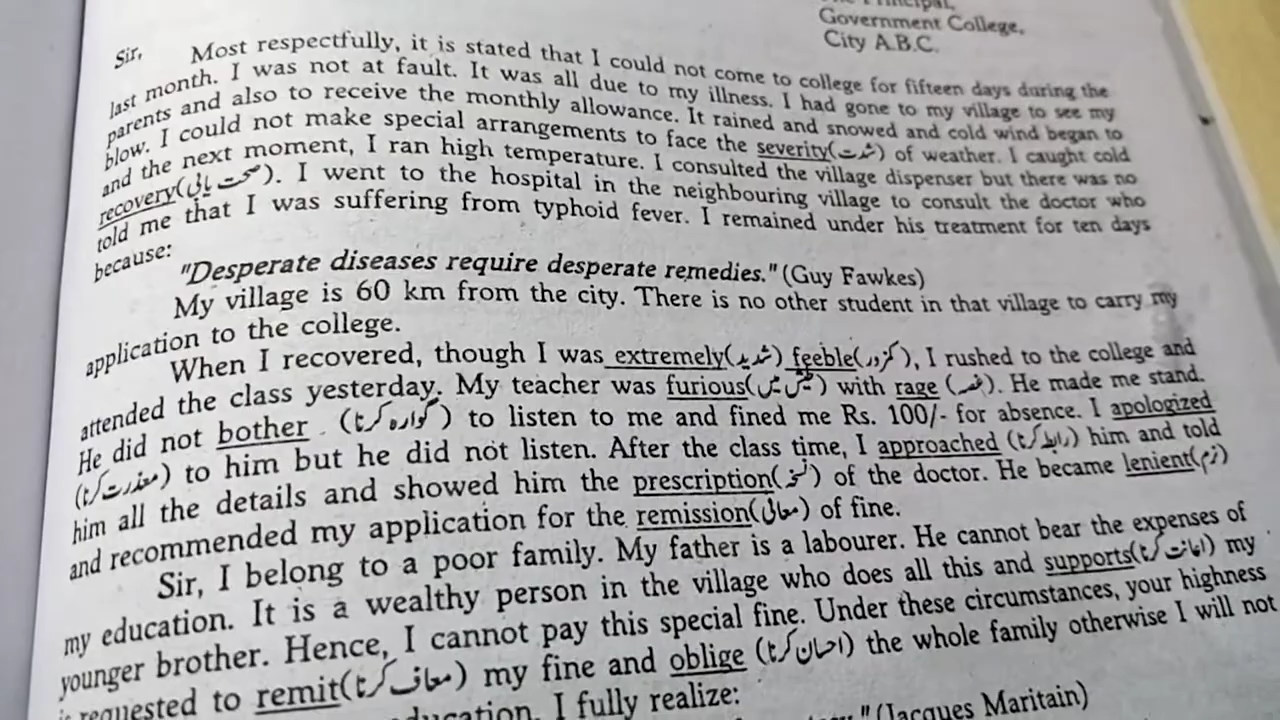 Principal,
Government College,
City A.B.C.
Sir,
Most respectfully, it is stated that I could not come to college for fifteen days during the
last month. I was not at fault. It was all due to my illness. I had gone to my village to see my
parents and also to receive the monthly allowance. It rained and snowed and cold wind began to
blow. I could not make special arrangements to face the severity(شدت) of weather. I caught cold
and the next moment, I ran high temperature. I consulted the village dispenser but there was no
recovery(صحت یابی). I went to the hospital in the neighbouring village to consult the doctor who
told me that I was suffering from typhoid fever. I remained under his treatment for ten days
because:
"Desperate diseases require desperate remedies." (Guy Fawkes)
My village is 60 km from the city. There is no other student in that village to carry my
application to the college.
When I recovered, though I was extremely(شدید) feeble(کمزور), I rushed to the college and
attended the class yesterday. My teacher was furious(طیش میں) with rage (غصہ). He made me stand.
He did not bother (گوارہ کرنا) to listen to me and fined me Rs. 100/- for absence. I apologized
(معذرت کرنا) to him but he did not listen. After the class time, I approached (رابطہ کرنا) him and told
him all the details and showed him the prescription(نسخہ) of the doctor. He became lenient(نرم)
and recommended my application for the remission(معافی) of fine.
Sir, I belong to a poor family. My father is a labourer. He cannot bear the expenses of
my education. It is a wealthy person in the village who does all this and supports(اعانت کرنا) my
younger brother. Hence, I cannot pay this special fine. Under these circumstances, your highness
is requested to remit(معاف کرنا) my fine and oblige (احسان کرنا) the whole family otherwise I will not
education. I fully realize:
" (Jacques Maritain)